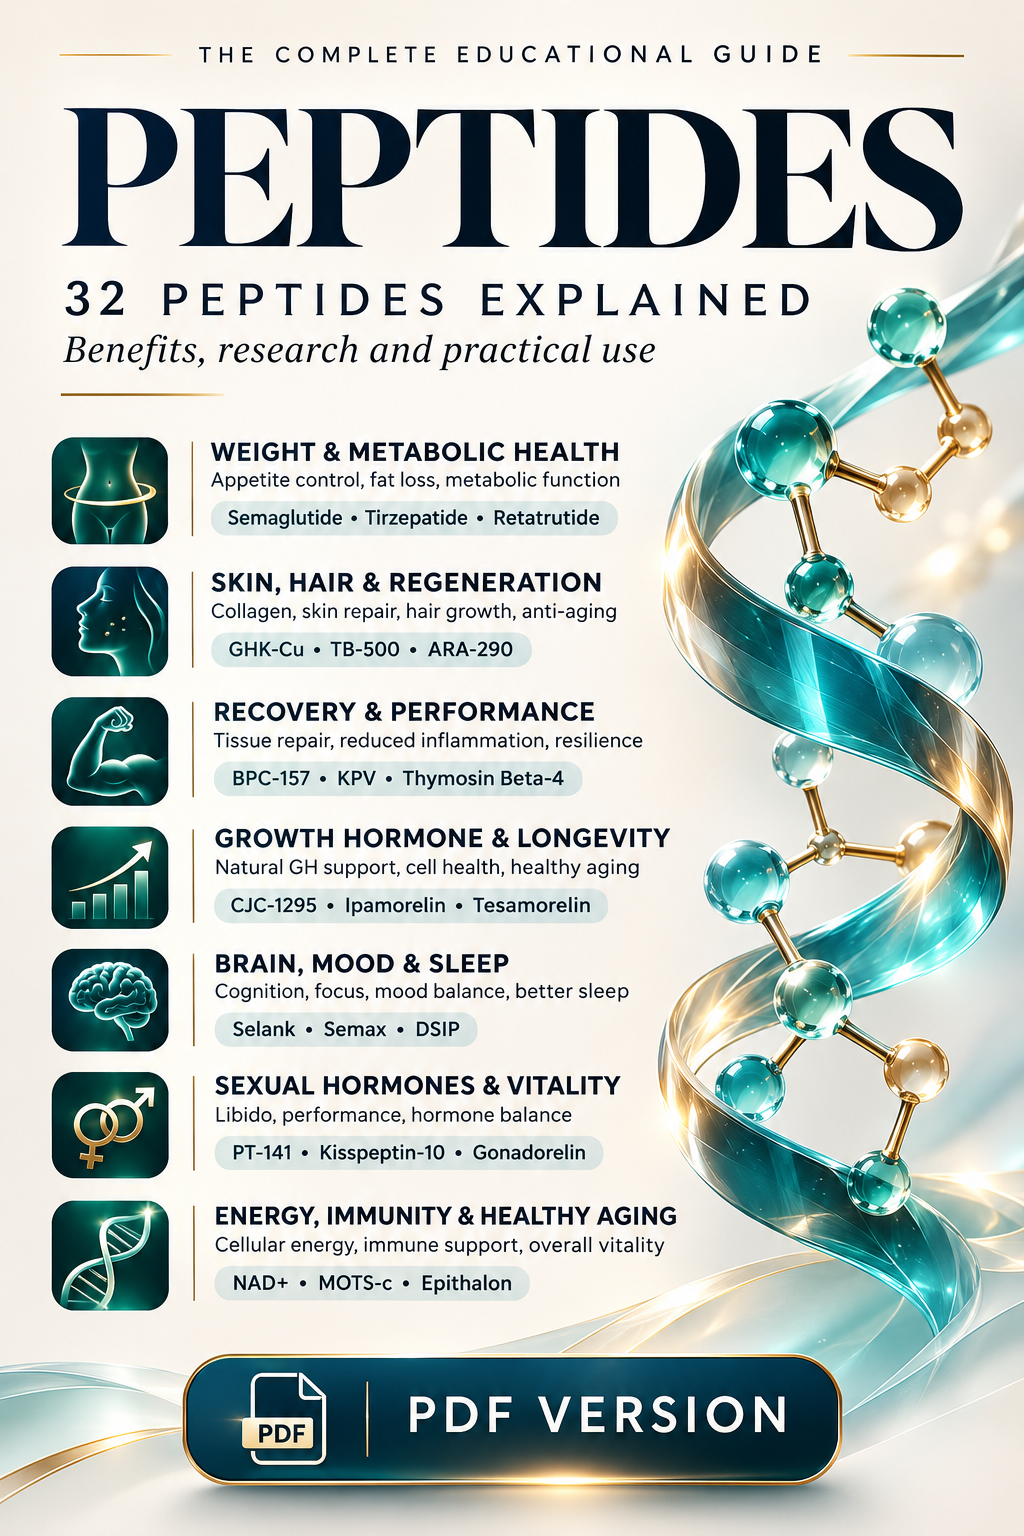 THE COMPLETE EDUCATIONAL GUIDE
PEPTIDES
32 PEPTIDES EXPLAINED
Benefits, research and practical use
WEIGHT & METABOLIC HEALTH
Appetite control, fat loss, metabolic function
Semaglutide • Tirzepatide • Retatrutide
SKIN, HAIR & REGENERATION
Collagen, skin repair, hair growth, anti-aging
GHK-Cu • TB-500 • ARA-290
RECOVERY & PERFORMANCE
Tissue repair, reduced inflammation, resilience
BPC-157 • KPV • Thymosin Beta-4
GROWTH HORMONE & LONGEVITY
Natural GH support, cell health, healthy aging
CJC-1295 • Ipamorelin • Tesamorelin
BRAIN, MOOD & SLEEP
Cognition, focus, mood balance, better sleep
Selank • Semax • DSIP
SEXUAL HORMONES & VITALITY
Libido, performance, hormone balance
PT-141 • Kisspeptin-10 • Gonadorelin
ENERGY, IMMUNITY & HEALTHY AGING
Cellular energy, immune support, overall vitality
NAD+ • MOTS-c • Epithalon
PDF
PDF VERSION